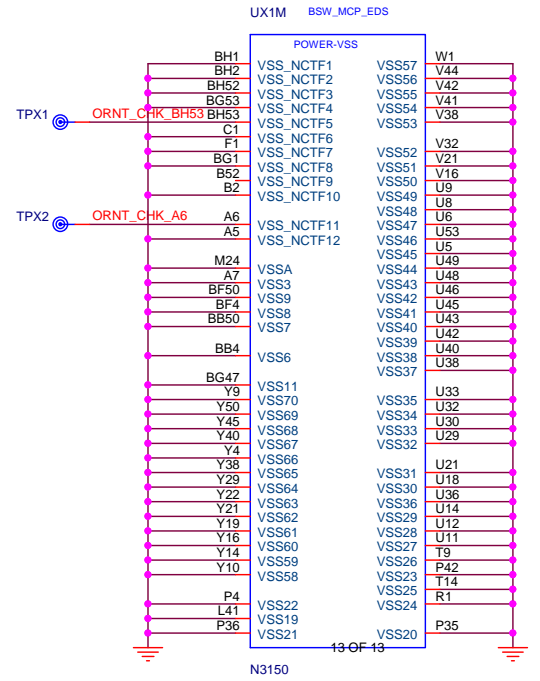 UX1M BSW_MCP_EDS
POWER-VSS
BH1 VSS_NCTF1 VSS57 W1
BH2 VSS_NCTF2 VSS56 V44
BH52 VSS_NCTF3 VSS55 V42
BG53 VSS_NCTF4 VSS54 V41
TPX1 ORNT_CHK_BH53 BH53 VSS_NCTF5 VSS53 V38
C1 VSS_NCTF6
F1 VSS_NCTF7 VSS52 V32
BG1 VSS_NCTF8 VSS51 V21
B52 VSS_NCTF9 VSS50 V16
B2 VSS_NCTF10 VSS49 U9
VSS48 U8
TPX2 ORNT_CHK_A6 A6 VSS_NCTF11 VSS47 U6
A5 VSS_NCTF12 VSS46 U53
VSS45 U5
M24 VSSA VSS44 U49
A7 VSS3 VSS43 U48
BF50 VSS9 VSS42 U46
BF4 VSS8 VSS41 U45
BB50 VSS7 VSS40 U43
VSS39 U42
BB4 VSS6 VSS38 U40
VSS37 U38
BG47 VSS11
Y9 VSS70 VSS35 U33
Y50 VSS69 VSS34 U32
Y45 VSS68 VSS33 U30
Y40 VSS67 VSS32 U29
Y4 VSS66
Y38 VSS65 VSS31 U21
Y29 VSS64 VSS30 U18
Y22 VSS63 VSS36 U36
Y21 VSS62 VSS29 U14
Y19 VSS61 VSS28 U12
Y16 VSS60 VSS27 U11
Y14 VSS59 VSS26 T9
Y10 VSS58 VSS23 P42
VSS25 T14
P4 VSS22 VSS24 R1
L41 VSS19
P36 VSS21 VSS20 P35
13 OF 13
N3150